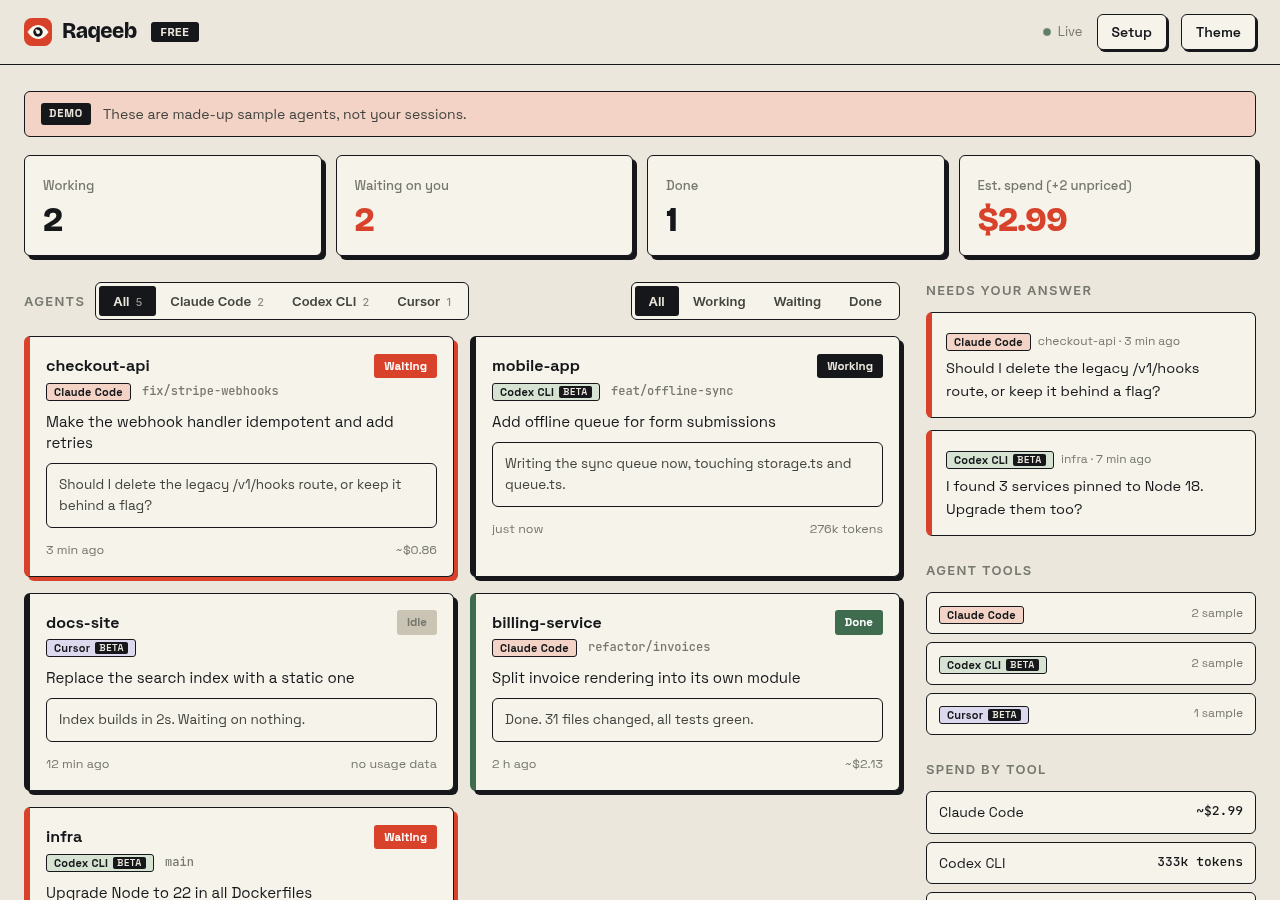 Raqeeb FREE
Live Setup Theme
DEMO These are made-up sample agents, not your sessions.
Working
2
Waiting on you
2
Done
1
Est. spend (+2 unpriced)
$2.99
AGENTS All 5 Claude Code 2 Codex CLI 2 Cursor 1
All Working Waiting Done
checkout-api Waiting
Claude Code fix/stripe-webhooks
Make the webhook handler idempotent and add
retries
Should I delete the legacy /v1/hooks route, or keep it
behind a flag?
3 min ago ~$0.86
mobile-app Working
Codex CLI BETA feat/offline-sync
Add offline queue for form submissions
Writing the sync queue now, touching storage.ts and
queue.ts.
just now 276k tokens
docs-site Idle
Cursor BETA
Replace the search index with a static one
Index builds in 2s. Waiting on nothing.
12 min ago no usage data
billing-service Done
Claude Code refactor/invoices
Split invoice rendering into its own module
Done. 31 files changed, all tests green.
2 h ago ~$2.13
infra Waiting
Codex CLI BETA main
Upgrade Node to 22 in all Dockerfiles
NEEDS YOUR ANSWER
Claude Code checkout-api · 3 min ago
Should I delete the legacy /v1/hooks
route, or keep it behind a flag?
Codex CLI BETA infra · 7 min ago
I found 3 services pinned to Node 18.
Upgrade them too?
AGENT TOOLS
Claude Code 2 sample
Codex CLI BETA 2 sample
Cursor BETA 1 sample
SPEND BY TOOL
Claude Code ~$2.99
Codex CLI 333k tokens